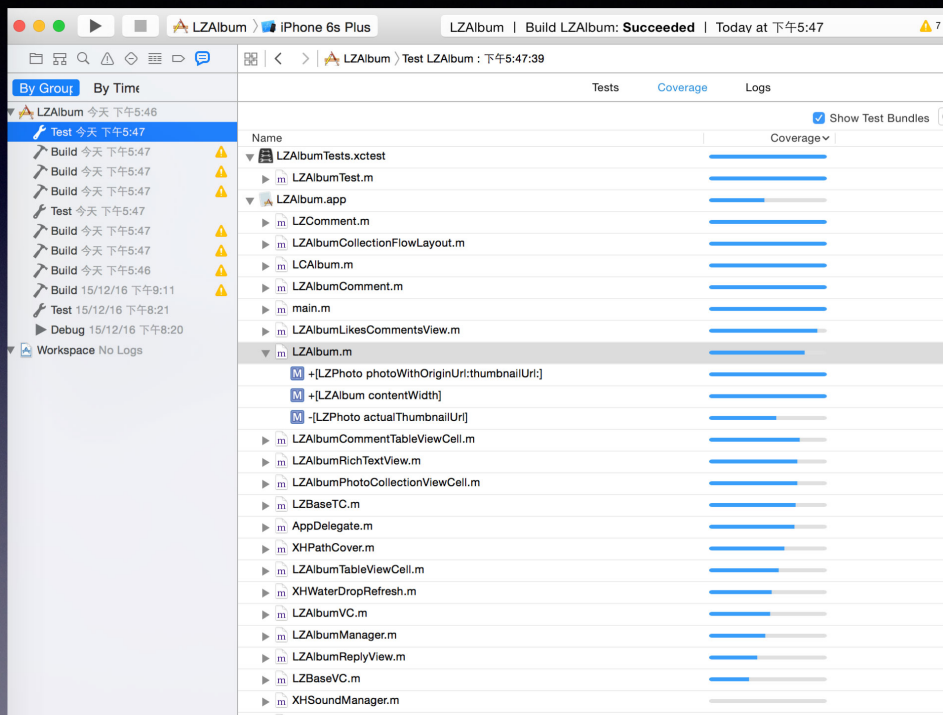 LZAlbum 〉 iPhone 6s Plus
LZAlbum | Build LZAlbum: Succeeded | Today at 下午5:47
7
LZAlbum 〉 Test LZAlbum : 下午5:47:39
By Group
By Time
Tests
Coverage
Logs
LZAlbum 今天 下午5:46
Test 今天 下午5:47
Build 今天 下午5:47
Build 今天 下午5:47
Build 今天 下午5:47
Test 今天 下午5:47
Build 今天 下午5:47
Build 今天 下午5:47
Build 今天 下午5:46
Build 15/12/16 下午9:11
Test 15/12/16 下午8:21
Debug 15/12/16 下午8:20
Workspace No Logs
Show Test Bundles
Name
Coverage
LZAlbumTests.xctest
m LZAlbumTest.m
LZAlbum.app
m LZComment.m
m LZAlbumCollectionFlowLayout.m
m LCAlbum.m
m LZAlbumComment.m
m main.m
m LZAlbumLikesCommentsView.m
m LZAlbum.m
M +[LZPhoto photoWithOriginUrl:thumbnailUrl:]
M +[LZAlbum contentWidth]
M -[LZPhoto actualThumbnailUrl]
m LZAlbumCommentTableViewCell.m
m LZAlbumRichTextView.m
m LZAlbumPhotoCollectionViewCell.m
m LZBaseTC.m
m AppDelegate.m
m XHPathCover.m
m LZAlbumTableViewCell.m
m XHWaterDropRefresh.m
m LZAlbumVC.m
m LZAlbumManager.m
m LZAlbumReplyView.m
m LZBaseVC.m
m XHSoundManager.m